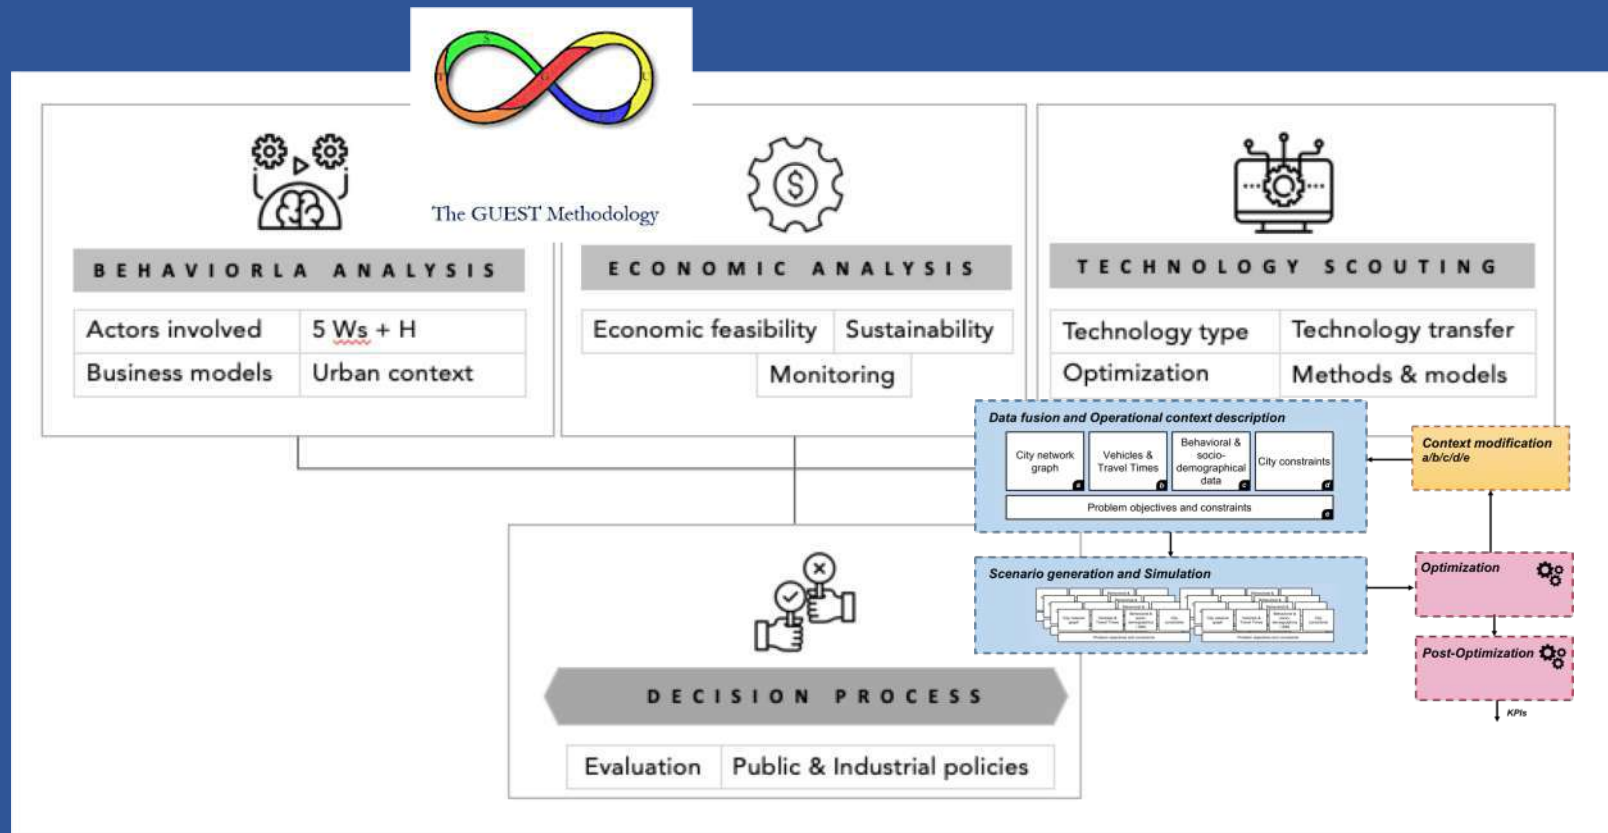 S
T
G
U
E
The GUEST Methodology
BEHAVIORLA ANALYSIS
Actors involved
5 Ws + H
Business models
Urban context
ECONOMIC ANALYSIS
Economic feasibility
Sustainability
Monitoring
TECHNOLOGY SCOUTING
Technology type
Technology transfer
Optimization
Methods & models
Data fusion and Operational context description
City network
graph
a
Vehicles &
Travel Times
b
Behavioral &
socio-
demographical
data
c
City constraints
d
Problem objectives and constraints
e
Context modification
a/b/c/d/e
Scenario generation and Simulation
Optimization
Post-Optimization
KPIs
DECISION PROCESS
Evaluation
Public & Industrial policies